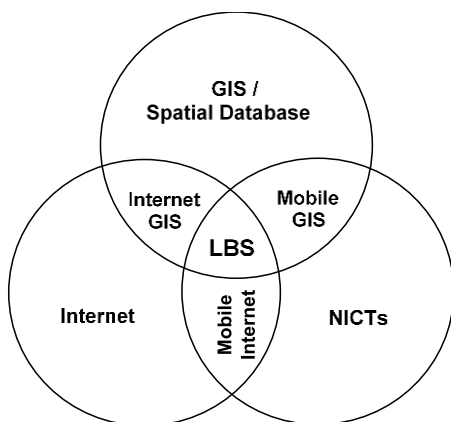 GIS /
Spatial Database
Internet
GIS
Mobile
GIS
LBS
Internet
Mobile
Internet
NICTs